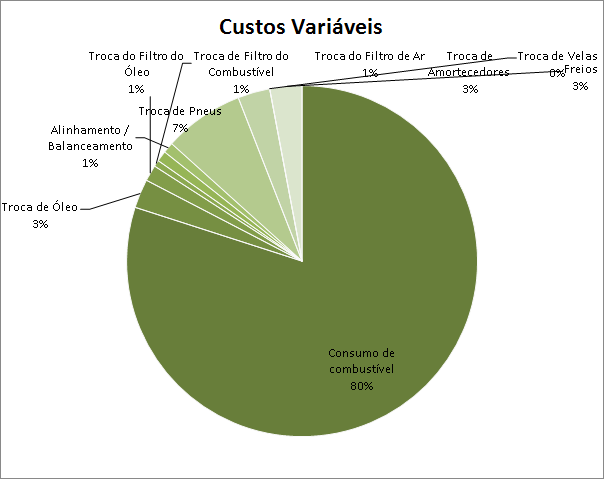 Custos Variáveis
Troca do Filtro do
Óleo
1%
Troca de Filtro do
Combustível
1%
Troca do Filtro de Ar
1%
Troca de
Amortecedores
3%
Troca de Velas
0%
Freios
3%
Troca de Pneus
7%
Alinhamento /
Balanceamento
1%
Troca de Óleo
3%
Consumo de
combustível
80%